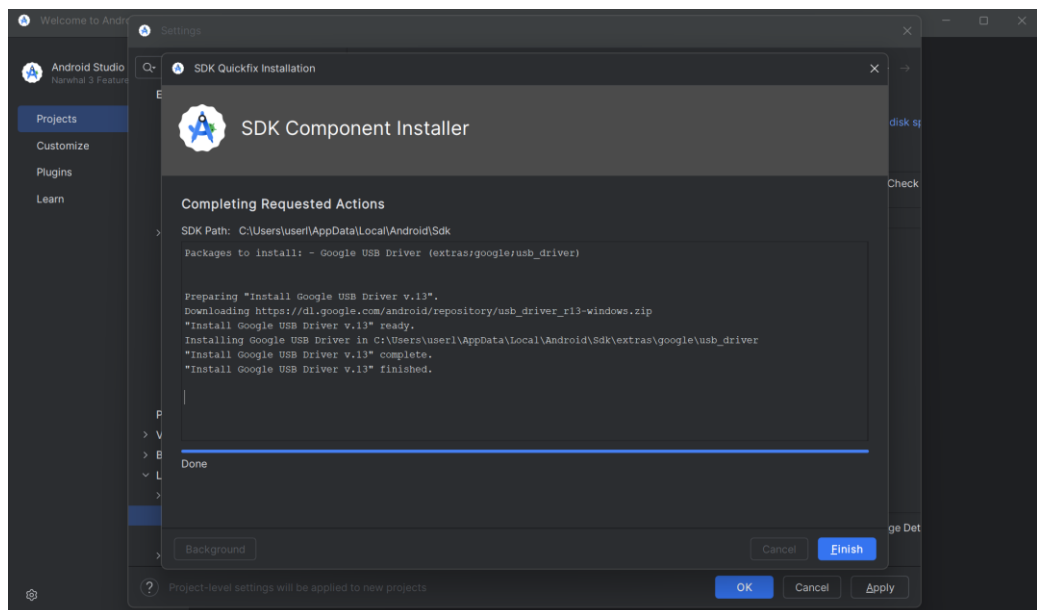 Welcome to Andr
Settings
Android Studio
Narwhal 3 Feature
SDK Quickfix Installation
SDK Component Installer
Projects
Customize
Plugins
Learn
disk sp
Check
Completing Requested Actions
SDK Path: C:\Users\userl\AppData\Local\Android\Sdk
Packages to install: - Google USB Driver (extras;google;usb_driver)
Preparing "Install Google USB Driver v.13".
Downloading https://dl.google.com/android/repository/usb_driver_r13-windows.zip
"Install Google USB Driver v.13" ready.
Installing Google USB Driver in C:\Users\userl\AppData\Local\Android\Sdk\extras\google\usb_driver
"Install Google USB Driver v.13" complete.
"Install Google USB Driver v.13" finished.
E
P
V
B
L
Done
ge Det
Background
Cancel
Finish
? Project-level settings will be applied to new projects
OK
Cancel
Apply